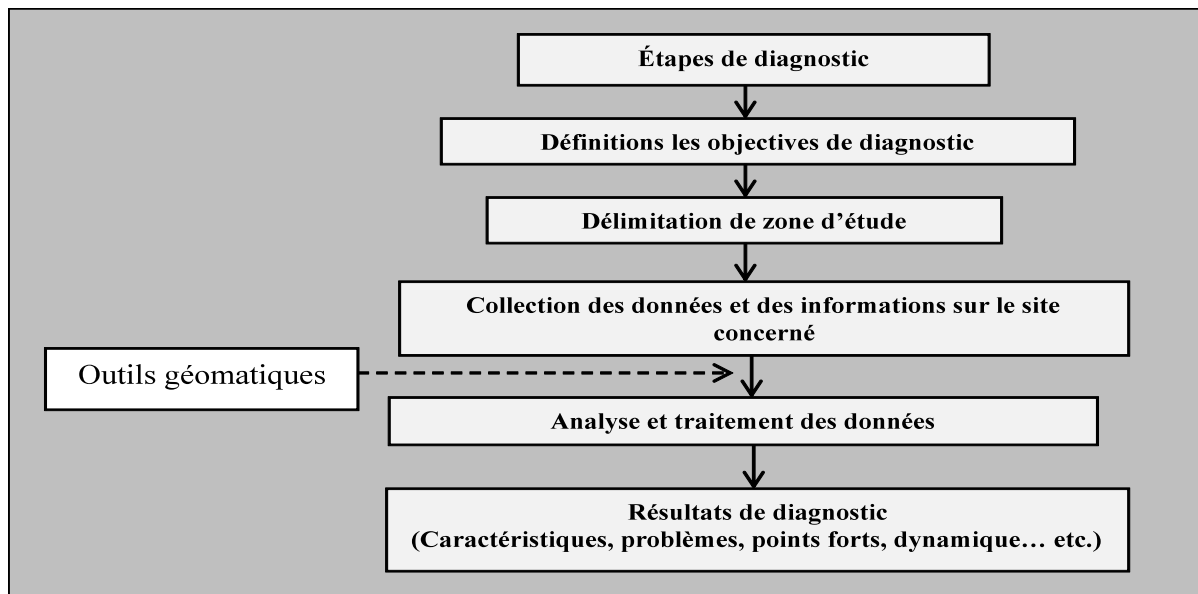 Étapes de diagnostic
Définitions les objectives de diagnostic
Délimitation de zone d’étude
Collection des données et des informations sur le site
concerné
Outils géomatiques
Analyse et traitement des données
Résultats de diagnostic
(Caractéristiques, problèmes, points forts, dynamique… etc.)